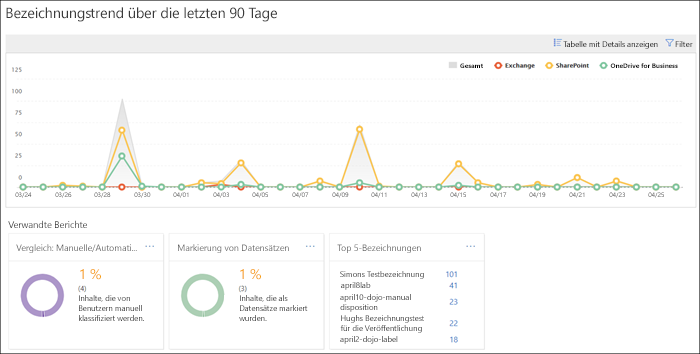 Bezeichnungstrend über die letzten 90 Tage
Tabelle mit Details anzeigen Filter
Gesamt Exchange SharePoint OneDrive for Business
125
100
75
50
25
0
03/24 03/26 03/28 03/30 04/01 04/03 04/05 04/07 04/09 04/11 04/13 04/15 04/17 04/19 04/21 04/23 04/25
Verwandte Berichte
Vergleich: Manuelle/Automati... ...
1 %
(4)
Inhalte, die von
Benutzern manuell
klassifiziert werden.
Markierung von Datensätzen ...
1 %
(3)
Inhalte, die als
Datensätze markiert
wurden.
Top 5-Bezeichnungen ...
Simons Testbezeichnung 101
april8lab 41
april10-dojo-manual
disposition 23
Hughs Bezeichnungstest
für die Veröffentlichung 22
april2-dojo-label 18